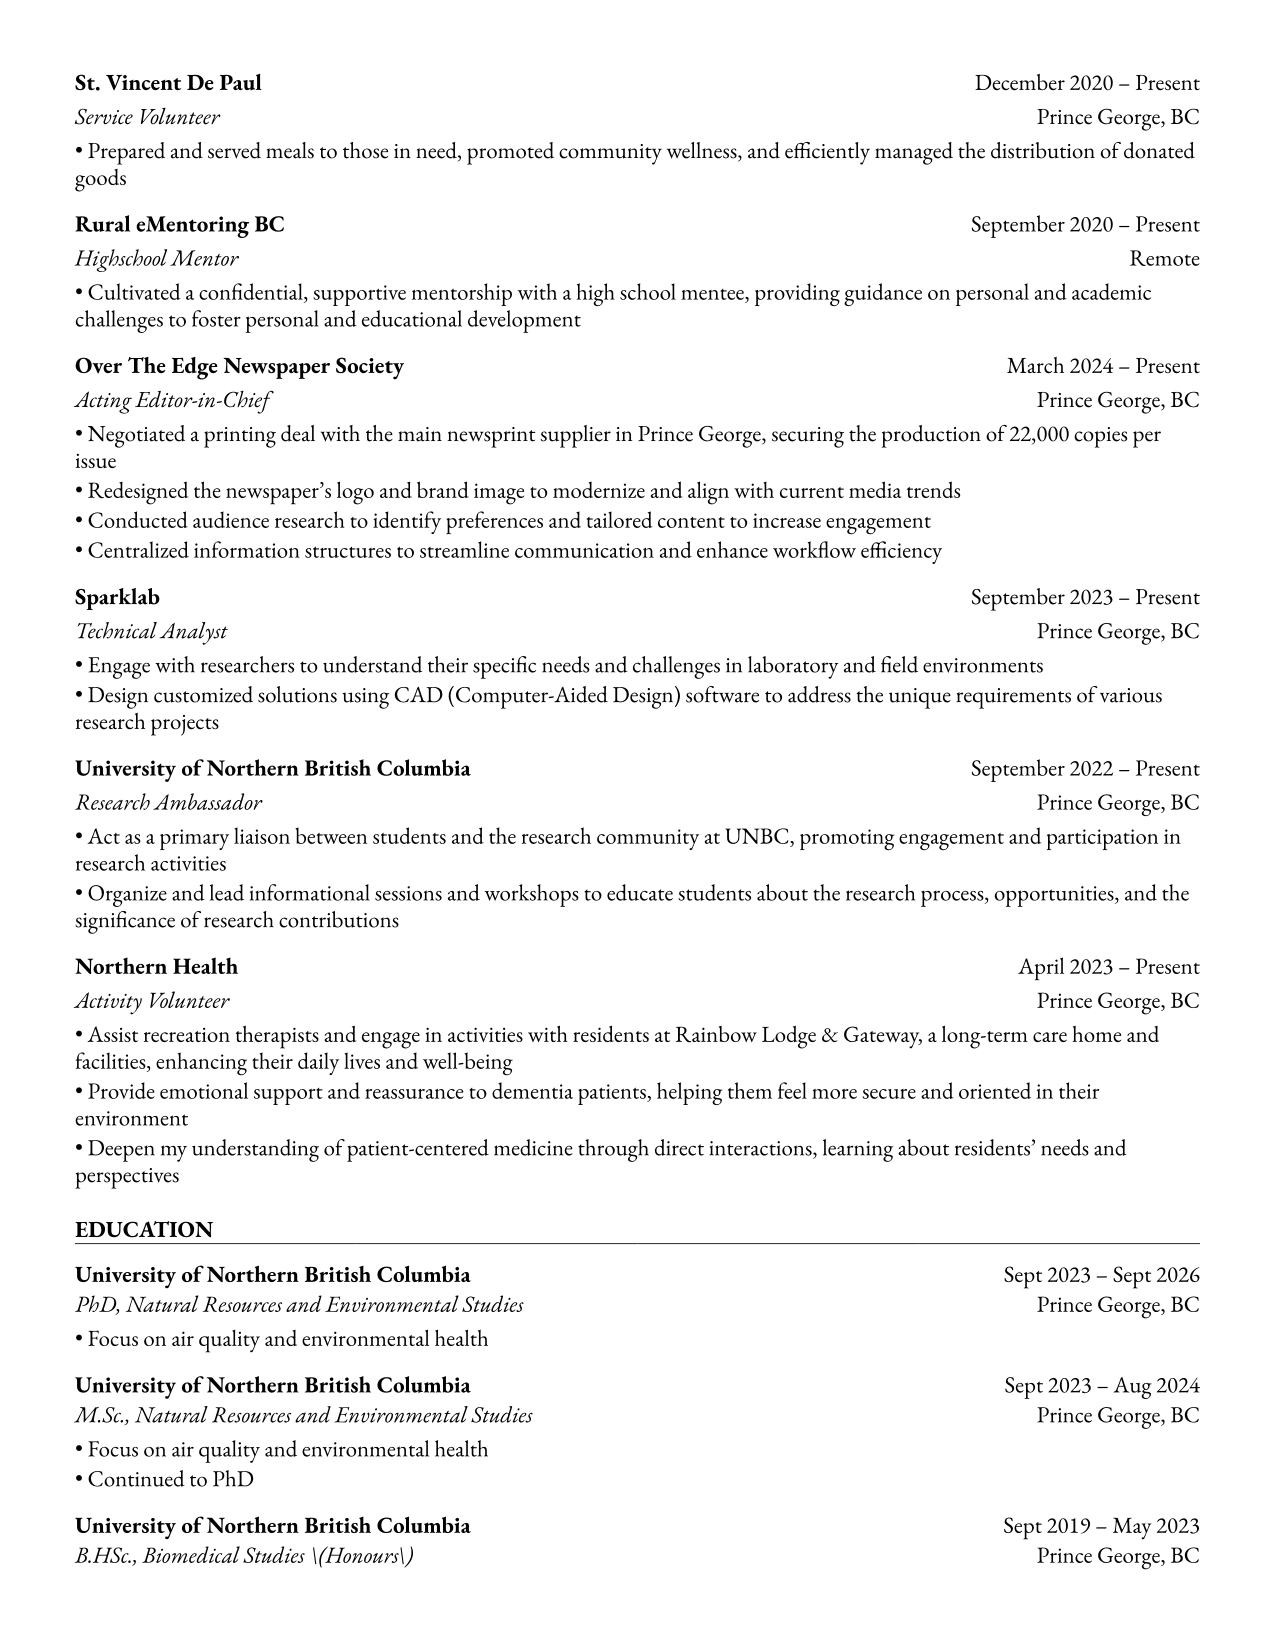 St. Vincent De Paul December 2020 – Present
Service Volunteer Prince George, BC
• Prepared and served meals to those in need, promoted community wellness, and efficiently managed the distribution of donated
goods
Rural eMentoring BC September 2020 – Present
Highschool Mentor Remote
• Cultivated a confidential, supportive mentorship with a high school mentee, providing guidance on personal and academic
challenges to foster personal and educational development
Over The Edge Newspaper Society March 2024 – Present
Acting Editor-in-Chief Prince George, BC
• Negotiated a printing deal with the main newsprint supplier in Prince George, securing the production of 22,000 copies per
issue
• Redesigned the newspaper’s logo and brand image to modernize and align with current media trends
• Conducted audience research to identify preferences and tailored content to increase engagement
• Centralized information structures to streamline communication and enhance workflow efficiency
Sparklab September 2023 – Present
Technical Analyst Prince George, BC
• Engage with researchers to understand their specific needs and challenges in laboratory and field environments
• Design customized solutions using CAD (Computer-Aided Design) software to address the unique requirements of various
research projects
University of Northern British Columbia September 2022 – Present
Research Ambassador Prince George, BC
• Act as a primary liaison between students and the research community at UNBC, promoting engagement and participation in
research activities
• Organize and lead informational sessions and workshops to educate students about the research process, opportunities, and the
significance of research contributions
Northern Health April 2023 – Present
Activity Volunteer Prince George, BC
• Assist recreation therapists and engage in activities with residents at Rainbow Lodge & Gateway, a long-term care home and
facilities, enhancing their daily lives and well-being
• Provide emotional support and reassurance to dementia patients, helping them feel more secure and oriented in their
environment
• Deepen my understanding of patient-centered medicine through direct interactions, learning about residents’ needs and
perspectives
EDUCATION
University of Northern British Columbia Sept 2023 – Sept 2026
PhD, Natural Resources and Environmental Studies Prince George, BC
• Focus on air quality and environmental health
University of Northern British Columbia Sept 2023 – Aug 2024
M.Sc., Natural Resources and Environmental Studies Prince George, BC
• Focus on air quality and environmental health
• Continued to PhD
University of Northern British Columbia Sept 2019 – May 2023
B.HSc., Biomedical Studies \(Honours\) Prince George, BC